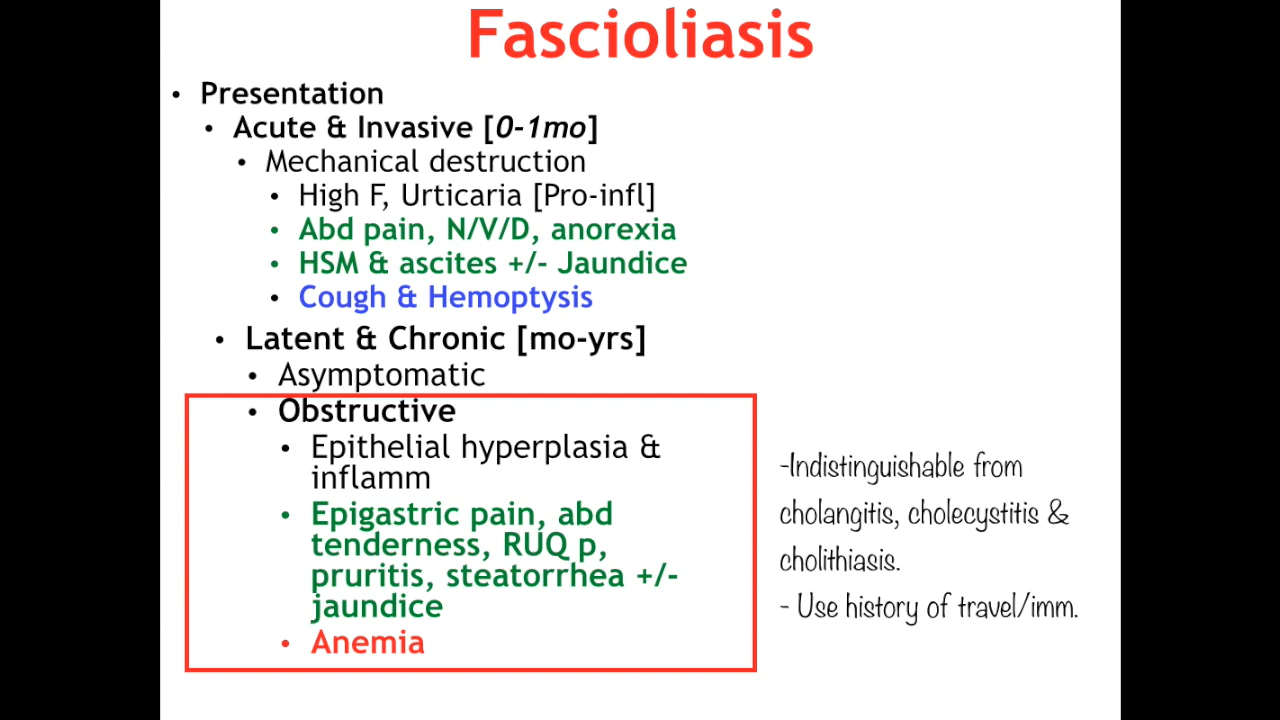 Fascioliasis
• Presentation
• Acute & Invasive [0-1mo]
• Mechanical destruction
• High F, Urticaria [Pro-infl]
• Abd pain, N/V/D, anorexia
• HSM & ascites +/- Jaundice
• Cough & Hemoptysis
• Latent & Chronic [mo-yrs]
• Asymptomatic
• Obstructive
• Epithelial hyperplasia &
inflamm
• Epigastric pain, abd
tenderness, RUQ p,
pruritis, steatorrhea +/-
jaundice
• Anemia
-Indistinguishable from
cholangitis, cholecystitis &
cholithiasis.
- Use history of travel/imm.